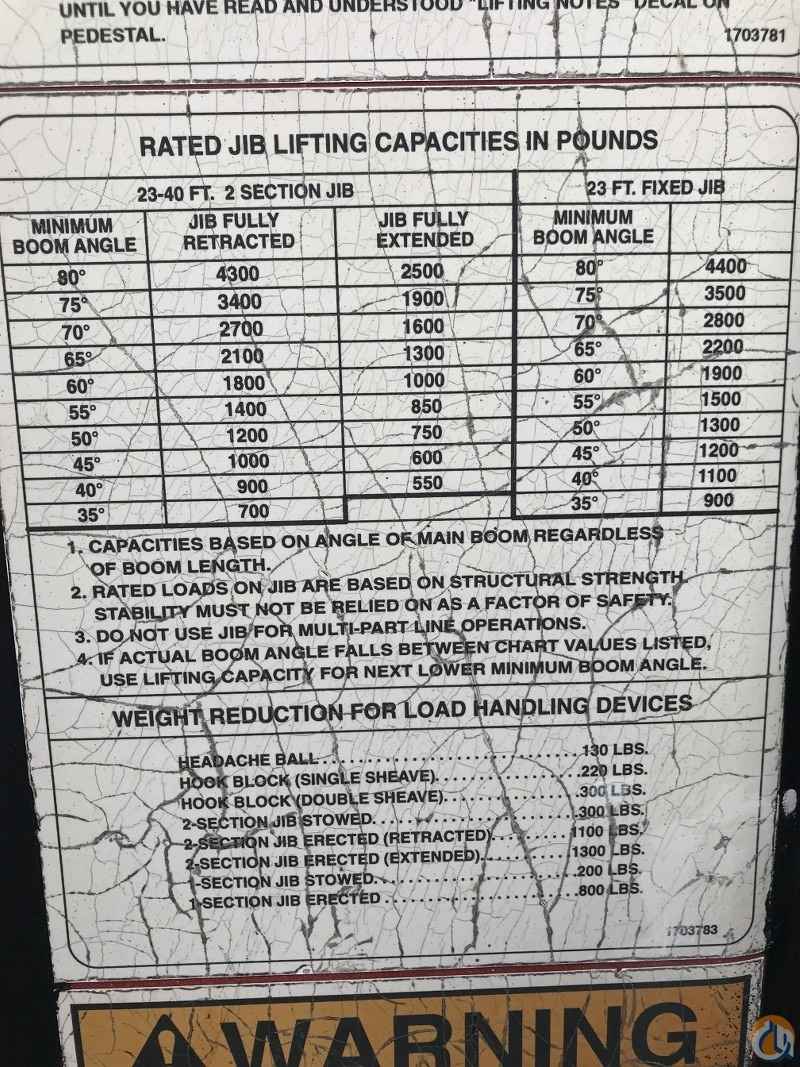 UNTIL YOU HAVE READ AND UNDERSTOOD "LIFTING NOTES" DECAL ON
PEDESTAL.
1703781
RATED JIB LIFTING CAPACITIES IN POUNDS
23-40 FT. 2 SECTION JIB 23 FT. FIXED JIB
MINIMUM JIB FULLY JIB FULLY MINIMUM
BOOM ANGLE RETRACTED EXTENDED BOOM ANGLE
80° 4300 2500 80° 4400
75° 3400 1900 75° 3500
70° 2700 1600 70° 2800
65° 2100 1300 65° 2200
60° 1800 1000 60° 1900
55° 1400 850 55° 1500
50° 1200 750 50° 1300
45° 1000 600 45° 1200
40° 900 550 40° 1100
35° 700 35° 900
1. CAPACITIES BASED ON ANGLE OF MAIN BOOM REGARDLESS
OF BOOM LENGTH.
2. RATED LOADS ON JIB ARE BASED ON STRUCTURAL STRENGTH.
STABILITY MUST NOT BE RELIED ON AS A FACTOR OF SAFETY.
3. DO NOT USE JIB FOR MULTI-PART LINE OPERATIONS.
4. IF ACTUAL BOOM ANGLE FALLS BETWEEN CHART VALUES LISTED,
USE LIFTING CAPACITY FOR NEXT LOWER MINIMUM BOOM ANGLE.
WEIGHT REDUCTION FOR LOAD HANDLING DEVICES
HEADACHE BALL..............................130 LBS.
HOOK BLOCK (SINGLE SHEAVE)................220 LBS.
HOOK BLOCK (DOUBLE SHEAVE)...............300 LBS.
2-SECTION JIB STOWED.......................300 LBS.
2-SECTION JIB ERECTED (RETRACTED)........1100 LBS.
2-SECTION JIB ERECTED (EXTENDED).........1300 LBS.
1-SECTION JIB STOWED.......................200 LBS.
1-SECTION JIB ERECTED......................800 LBS.
1703783
WARNING